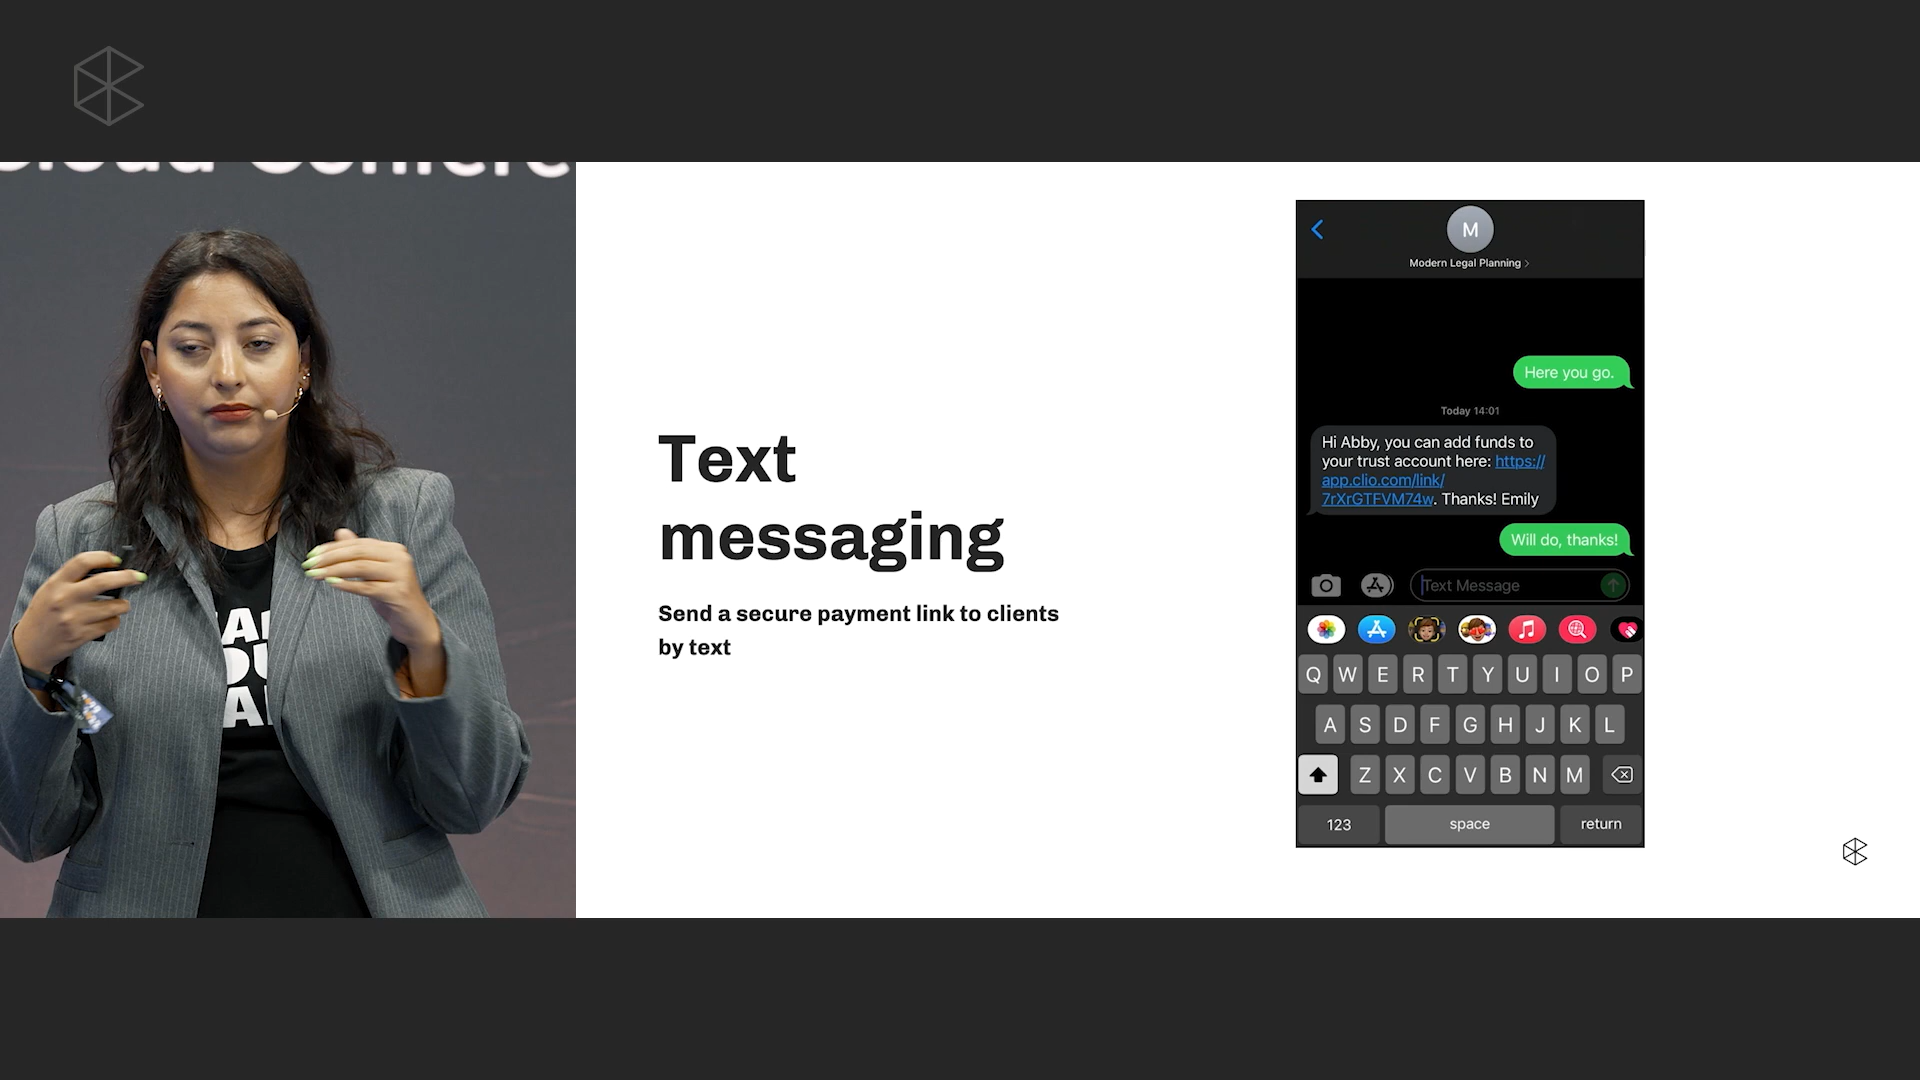 Text
messaging
Send a secure payment link to clients
by text
M
Modern Legal Planning
Here you go.
Today 14:01
Hi Abby, you can add funds to
your trust account here: https://
app.clio.com/link/
7rXrGTFVM74w. Thanks! Emily
Will do, thanks!
Text Message
Q W E R T Y U I O P
A S D F G H J K L
Z X C V B N M
123 space return